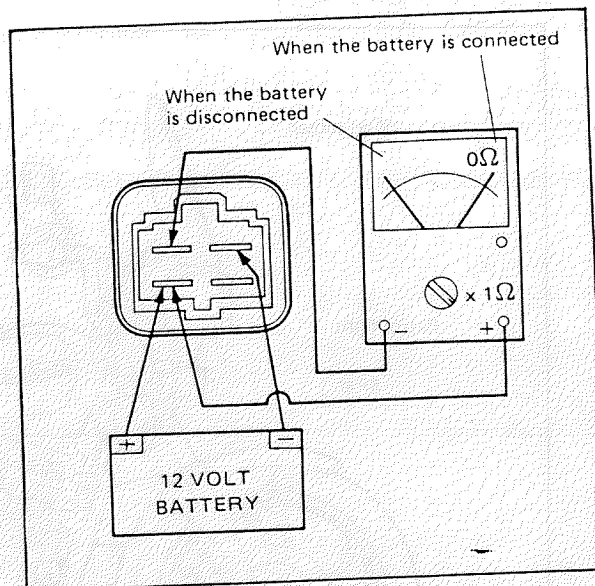 When the battery is connected
When the battery
is disconnected
0Ω
x 1Ω
- +
+ -
12 VOLT
BATTERY